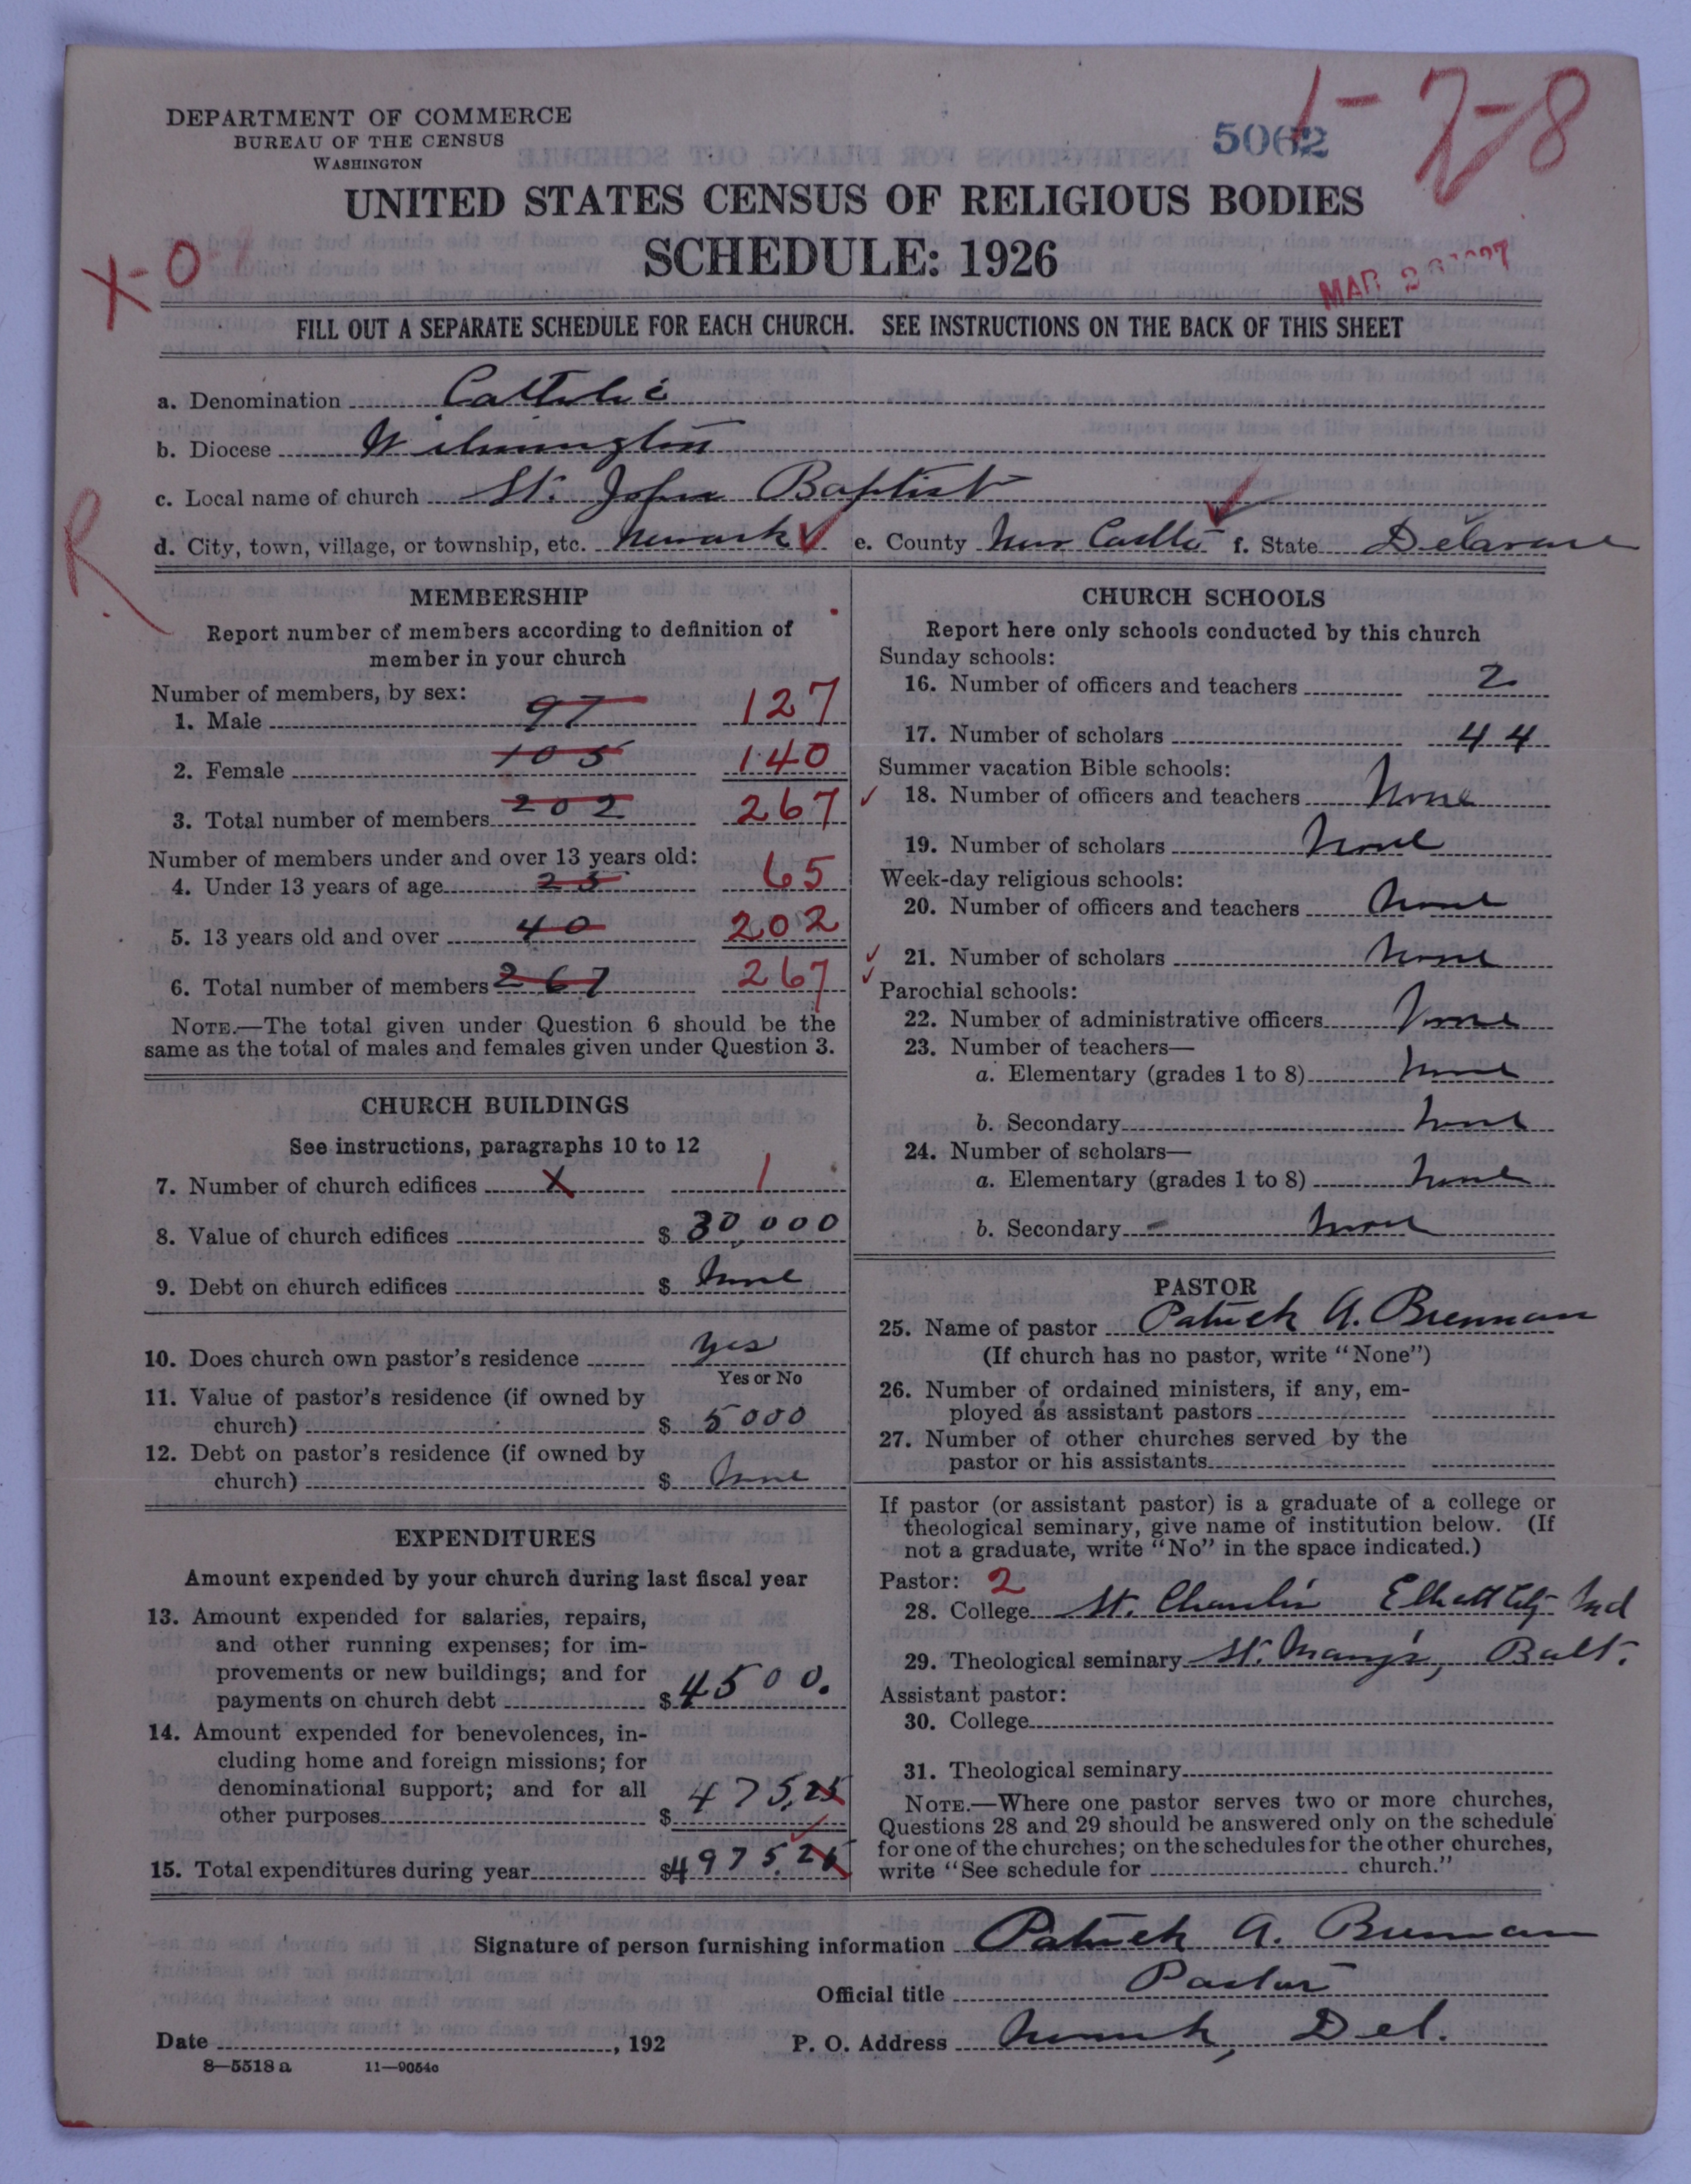 DEPARTMENT OF COMMERCE
BUREAU OF THE CENSUS
WASHINGTON
5062
1-7-8
UNITED STATES CENSUS OF RELIGIOUS BODIES
SCHEDULE: 1926
X-0
MAR 2
FILL OUT A SEPARATE SCHEDULE FOR EACH CHURCH. SEE INSTRUCTIONS ON THE BACK OF THIS SHEET
a. Denomination Catholic
b. Diocese Wilmington
c. Local name of church St. John Baptist
R
d. City, town, village, or township, etc. Newark e. County New Castle f. State Delaware
MEMBERSHIP
Report number of members according to definition of
member in your church
Number of members, by sex:
1. Male 97 127
2. Female 105 140
3. Total number of members 202 267
Number of members under and over 13 years old:
4. Under 13 years of age 25 65
5. 13 years old and over 40 202
6. Total number of members 267 267
NOTE.—The total given under Question 6 should be the
same as the total of males and females given under Question 3.
CHURCH BUILDINGS
See instructions, paragraphs 10 to 12
7. Number of church edifices X 1
8. Value of church edifices $ 30,000
9. Debt on church edifices $ None
10. Does church own pastor's residence yes
Yes or No
11. Value of pastor's residence (if owned by
church) $ 5000
12. Debt on pastor's residence (if owned by
church) $ None
EXPENDITURES
Amount expended by your church during last fiscal year
13. Amount expended for salaries, repairs,
and other running expenses; for im-
provements or new buildings; and for
payments on church debt $ 4500.
14. Amount expended for benevolences, in-
cluding home and foreign missions; for
denominational support; and for all
other purposes $ 475.25
15. Total expenditures during year $4975.25
CHURCH SCHOOLS
Report here only schools conducted by this church
Sunday schools:
16. Number of officers and teachers 2
17. Number of scholars 44
Summer vacation Bible schools:
18. Number of officers and teachers None
19. Number of scholars None
Week-day religious schools:
20. Number of officers and teachers None
21. Number of scholars None
Parochial schools:
22. Number of administrative officers None
23. Number of teachers—
a. Elementary (grades 1 to 8) None
b. Secondary None
24. Number of scholars—
a. Elementary (grades 1 to 8) None
b. Secondary None
PASTOR
25. Name of pastor Patrick A. Brennan
(If church has no pastor, write "None")
26. Number of ordained ministers, if any, em-
ployed as assistant pastors
27. Number of other churches served by the
pastor or his assistants
If pastor (or assistant pastor) is a graduate of a college or
theological seminary, give name of institution below. (If
not a graduate, write "No" in the space indicated.)
Pastor: 2
28. College St. Charles Ellicott City Md
29. Theological seminary St. Mary's, Balt.
Assistant pastor:
30. College
31. Theological seminary
NOTE.—Where one pastor serves two or more churches,
Questions 28 and 29 should be answered only on the schedule
for one of the churches; on the schedules for the other churches,
write "See schedule for church."
Signature of person furnishing information Patrick A. Brennan
Official title Pastor
Date , 192 P. O. Address Newark, Del.
8—5518 a 11—9054c